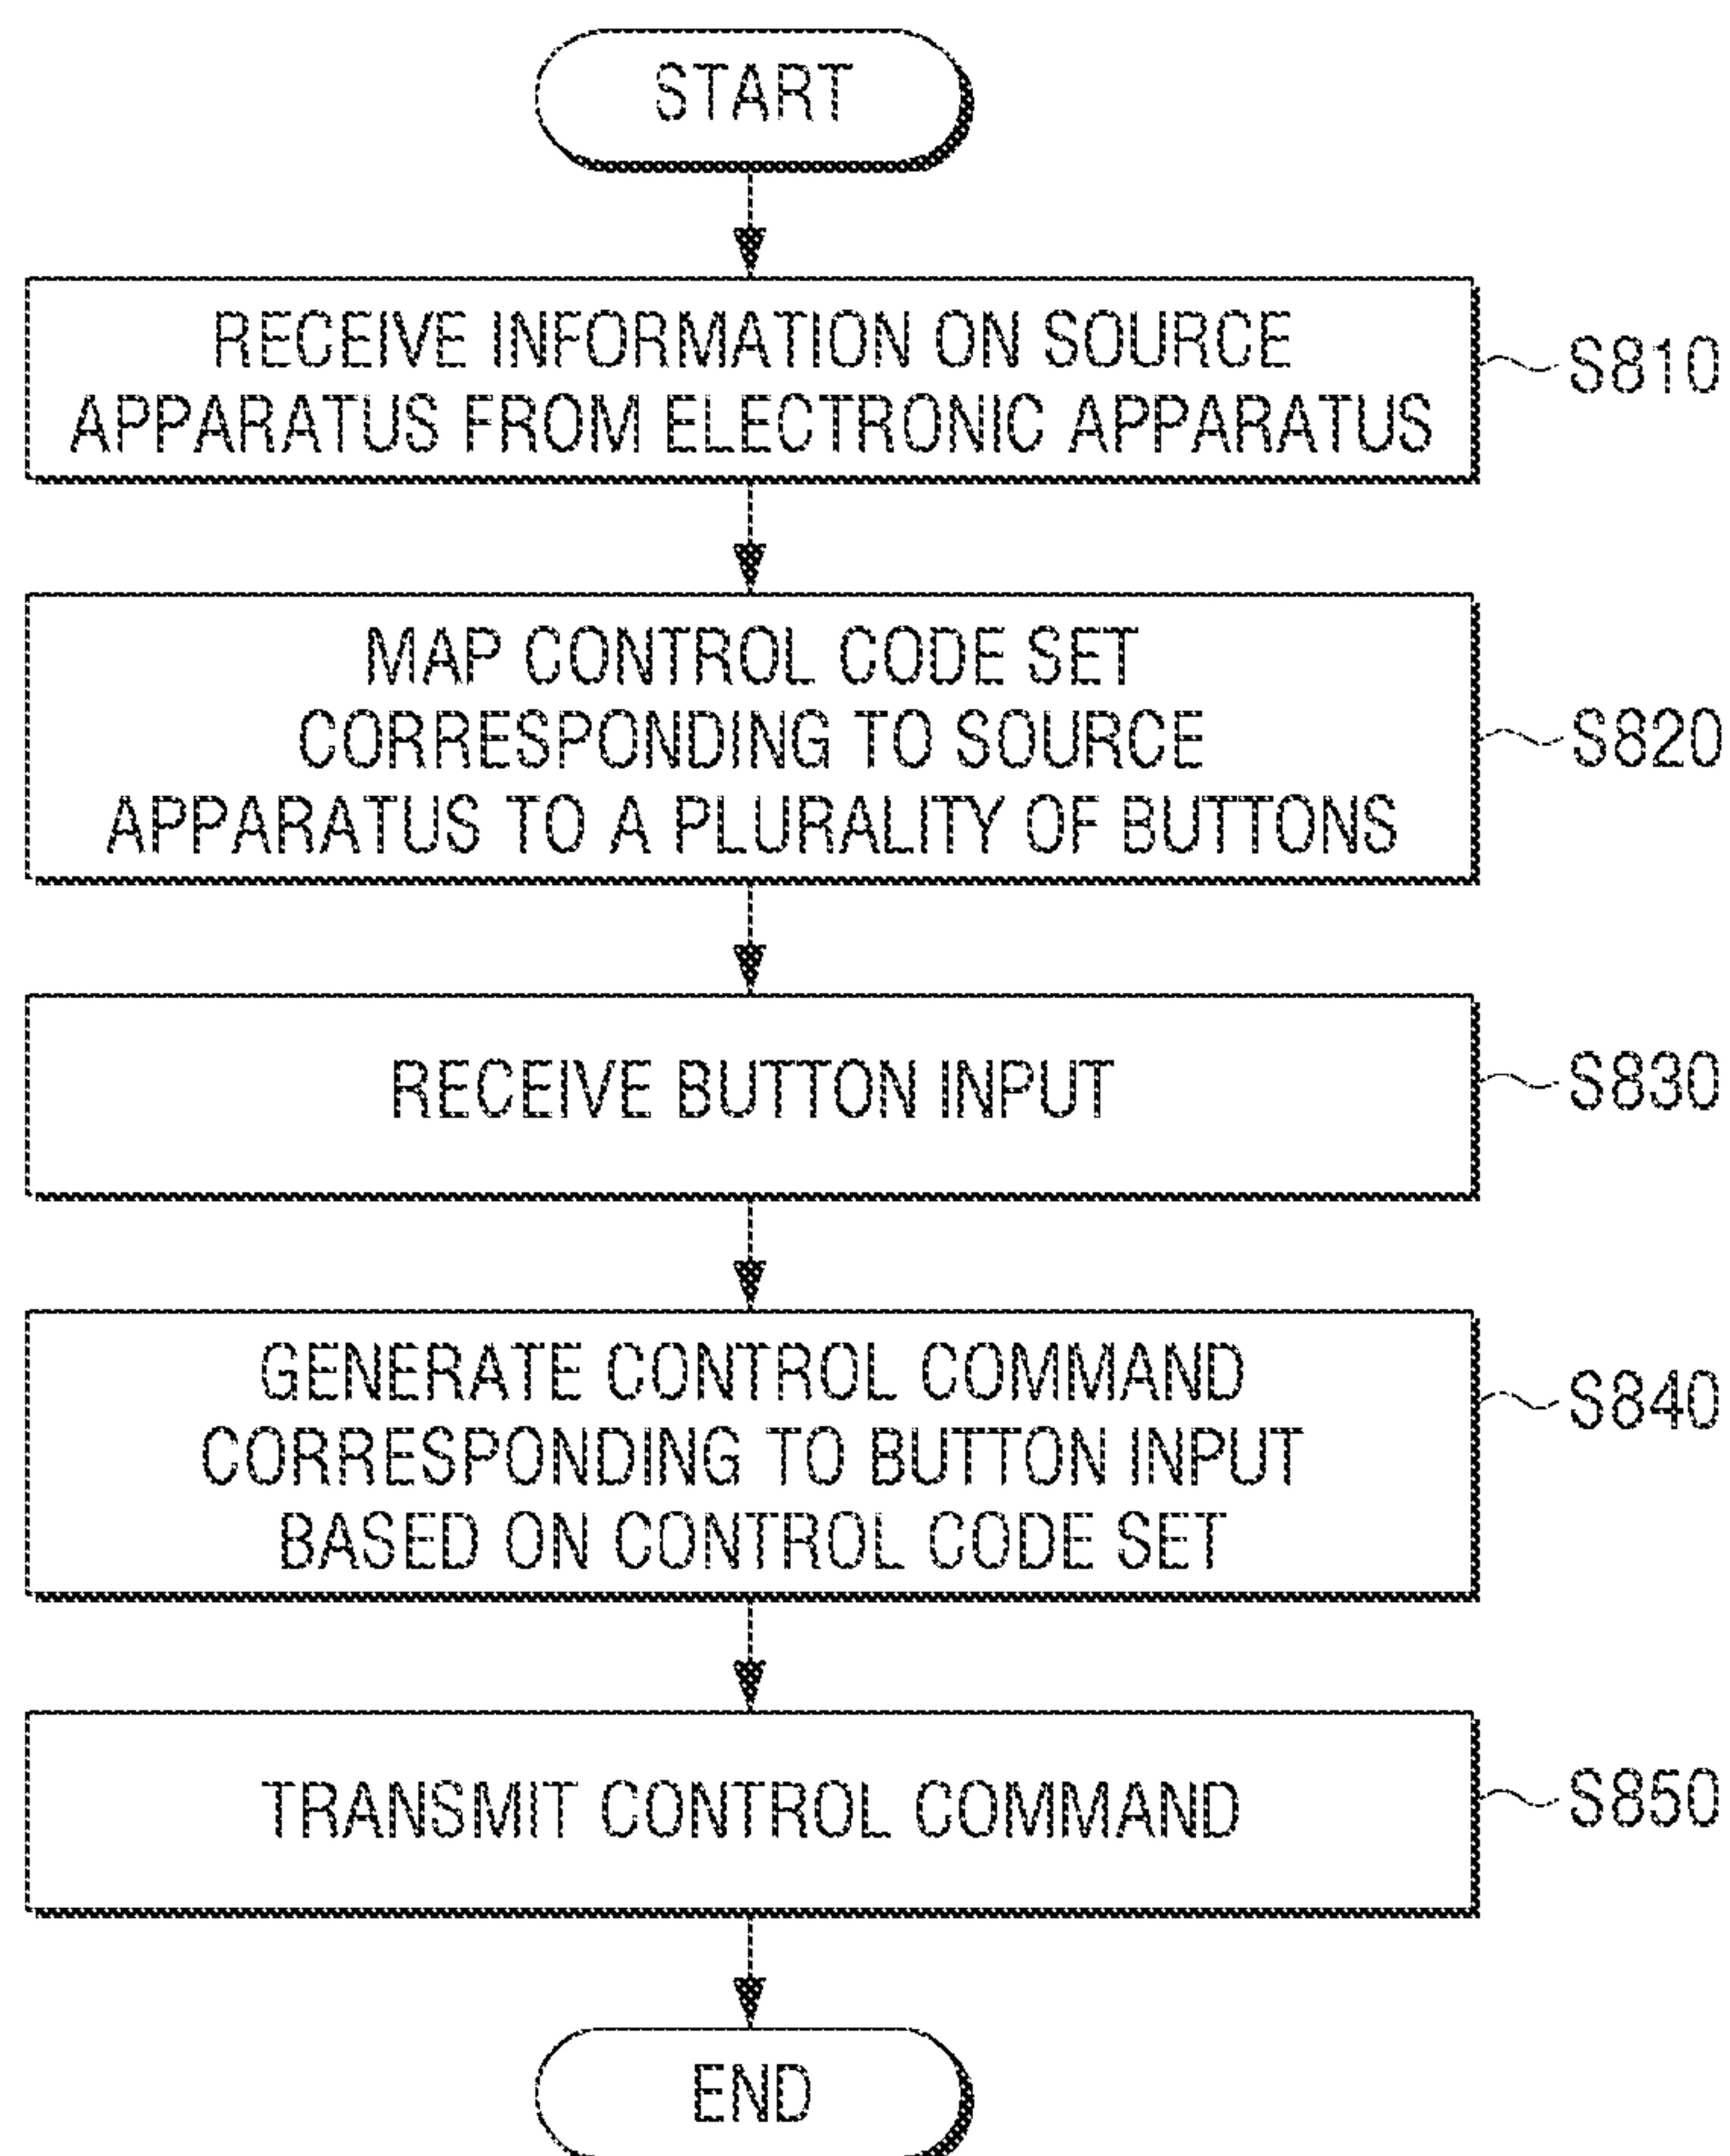 START
RECEIVE INFORMATION ON SOURCE
APPARATUS FROM ELECTRONIC APPARATUS
S810
MAP CONTROL CODE SET
CORRESPONDING TO SOURCE
APPARATUS TO A PLURALITY OF BUTTONS
S820
RECEIVE BUTTON INPUT
S830
GENERATE CONTROL COMMAND
CORRESPONDING TO BUTTON INPUT
BASED ON CONTROL CODE SET
S840
TRANSMIT CONTROL COMMAND
S850
END